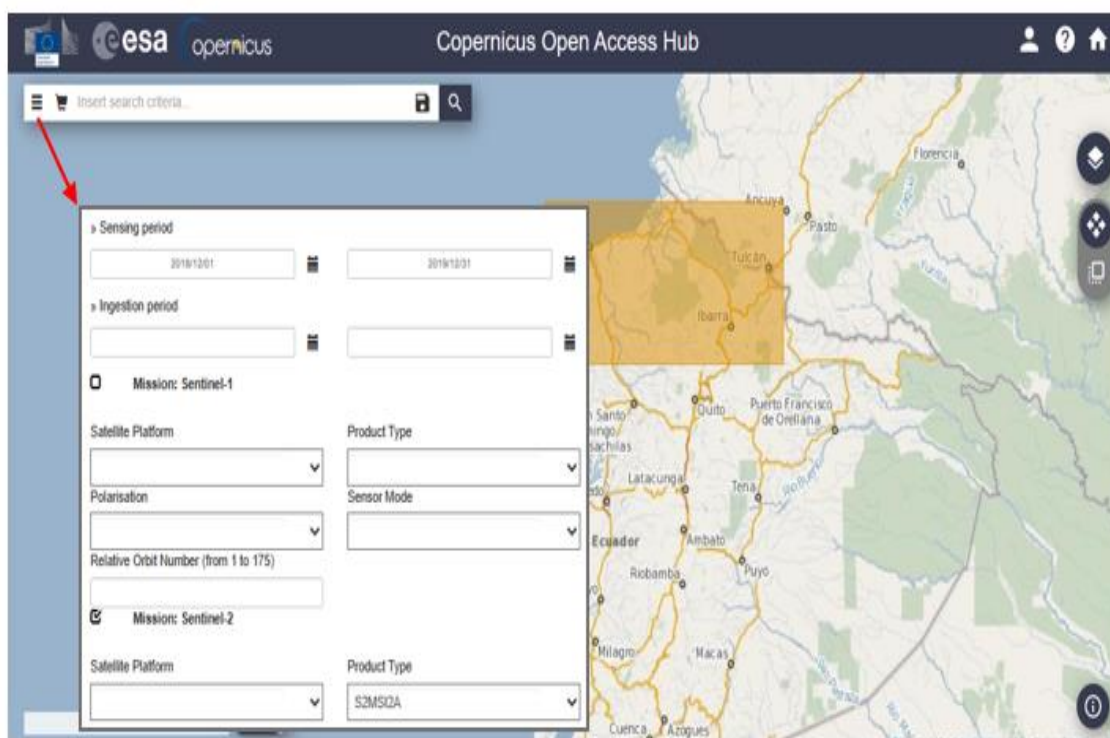 esa opernicus Copernicus Open Access Hub
Insert search criteria...
» Sensing period
2018/12/01 2019/12/31
» Ingestion period
Mission: Sentinel-1
Satellite Platform Product Type
Polarisation Sensor Mode
Relative Orbit Number (from 1 to 175)
Mission: Sentinel-2
Satellite Platform Product Type
S2MSI2A
Florencia
Ancuya
Pasto
Tulcán
Ibarra
Quito
Puerto Francisco
de Orellana
Santo
sachilas
Latacunga
Tena
Ecuador
Ambato
Riobamba
Puyo
Milagro
Macas
Cuenca
Azogues